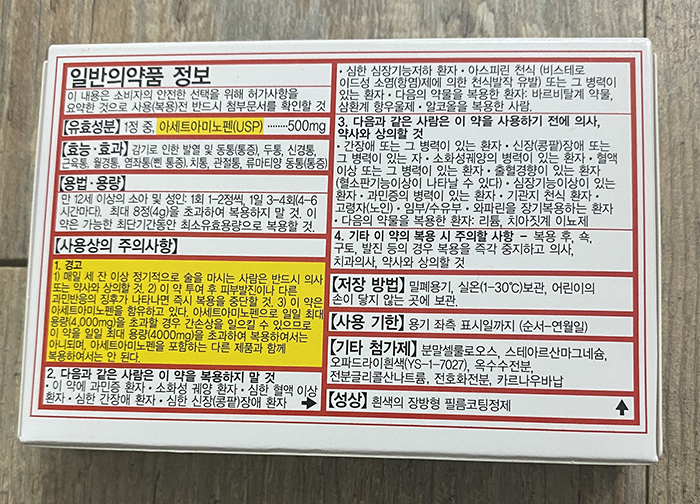 일반의약품 정보
이 내용은 소비자의 안전한 선택을 위해 허가사항을
요약한 것으로 사용(복용)전 반드시 첨부문서를 확인할 것
【유효성분】 1정 중, 아세트아미노펜(USP) ········500mg
【효능·효과】 감기로 인한 발열 및 동통(통증), 두통, 신경통,
근육통, 월경통, 염좌통(삔 통증), 치통, 관절통, 류마티양 동통(통증)
【용법·용량】
만 12세 이상의 소아 및 성인: 1회 1~2정씩, 1일 3~4회(4~6
시간마다). 최대 8정(4g)을 초과하여 복용하지 말 것. 이
약은 가능한 최단기간동안 최소유효용량으로 복용할 것.
【사용상의 주의사항】
1. 경고
1) 매일 세 잔 이상 정기적으로 술을 마시는 사람은 반드시 의사
또는 약사와 상의할 것. 2) 이 약 투여 후 피부발진이나 다른
과민반응의 징후가 나타나면 즉시 복용을 중단할 것. 3) 이 약은
아세트아미노펜을 함유하고 있다. 아세트아미노펜으로 일일 최대
용량(4,000mg)을 초과할 경우 간손상을 일으킬 수 있으므로
이 약을 일일 최대 용량(4000mg)을 초과하여 복용하여서는
아니되며, 아세트아미노펜을 포함하는 다른 제품과 함께
복용하여서는 안 된다.
2. 다음과 같은 사람은 이 약을 복용하지 말 것
· 이 약에 과민증 환자 · 소화성 궤양 환자 · 심한 혈액 이상
환자 · 심한 간장애 환자 · 심한 신장(콩팥)장애 환자
· 심한 심장기능저하 환자 · 아스피린 천식 (비스테로
이드성 소염(항염)제에 의한 천식발작 유발) 또는 그 병력이
있는 환자 · 다음의 약물을 복용한 환자: 바르비탈계 약물,
삼환계 항우울제 · 알코올을 복용한 사람.
3. 다음과 같은 사람은 이 약을 사용하기 전에 의사,
약사와 상의할 것
· 간장애 또는 그 병력이 있는 환자 · 신장(콩팥)장애 또는
그 병력이 있는 자 · 소화성궤양의 병력이 있는 환자 · 혈액
이상 또는 그 병력이 있는 환자 · 출혈경향이 있는 환자
(혈소판기능이상이 나타날 수 있다) · 심장기능이상이 있는
환자 · 과민증의 병력이 있는 환자 · 기관지 천식 환자 ·
고령자(노인) · 임부/수유부 · 와파린을 장기복용하는 환자
· 다음의 약물을 복용한 환자: 리튬, 치아짓계 이뇨제
4. 기타 이 약의 복용 시 주의할 사항 – 복용 후, 쇽,
구토, 발진 등의 경우 복용을 즉각 중지하고 의사,
치과의사, 약사와 상의할 것
【저장 방법】 밀폐용기, 실온(1~30℃)보관, 어린이의
손이 닿지 않는 곳에 보관.
【사용 기한】 용기 좌측 표시일까지 (순서-연월일)
【기타 첨가제】 분말셀룰로오스, 스테아르산마그네슘,
오파드라이흰색(YS-1-7027), 옥수수전분,
전분글리콜산나트륨, 전호화전분, 카르나우바납
【성상】 흰색의 장방형 필름코팅정제